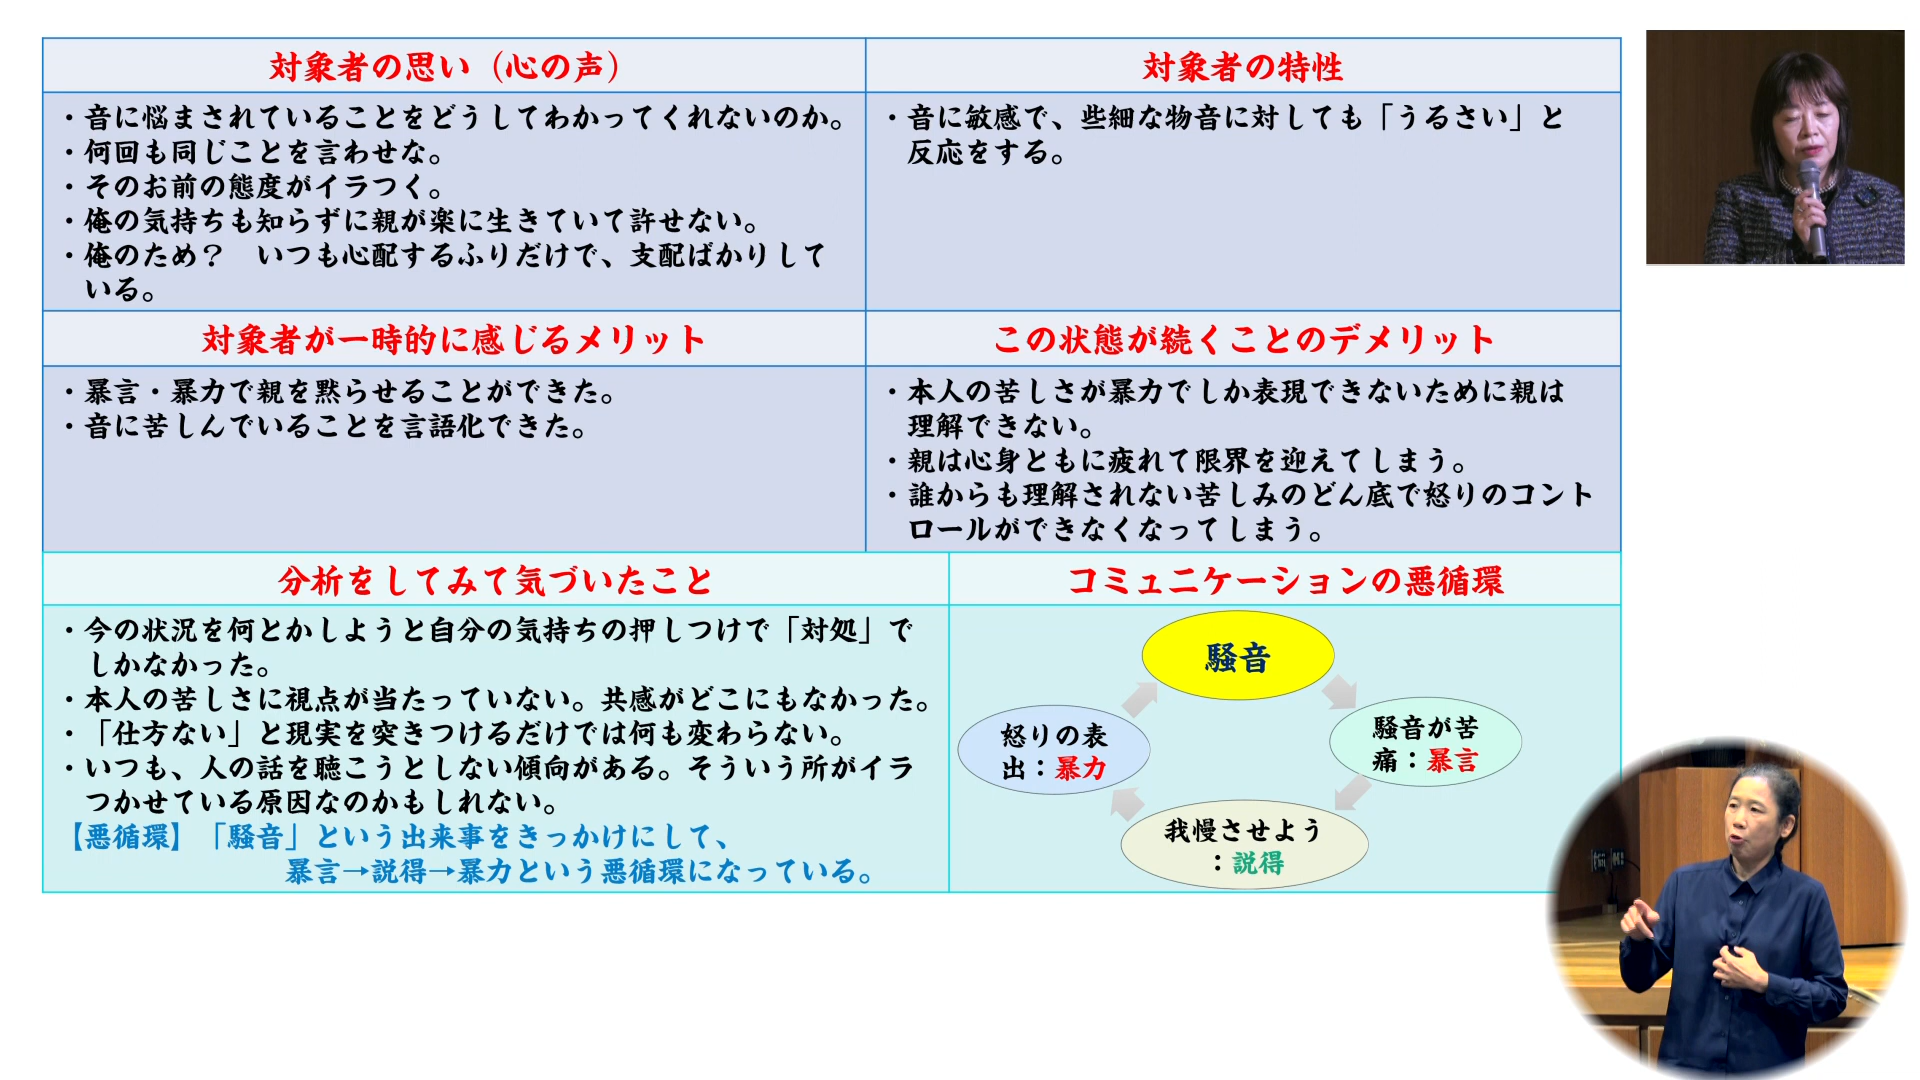 対象者の思い（心の声）
・音に悩まされていることをどうしてわかってくれないのか。
・何回も同じことを言わせな。
・そのお前の態度がイラつく。
・俺の気持ちも知らずに親が楽に生きていて許せない。
・俺のため？　いつも心配するふりだけで、支配ばかりして
いる。
対象者の特性
・音に敏感で、些細な物音に対しても「うるさい」と
反応をする。
対象者が一時的に感じるメリット
・暴言・暴力で親を黙らせることができた。
・音に苦しんでいることを言語化できた。
この状態が続くことのデメリット
・本人の苦しさが暴力でしか表現できないために親は
理解できない。
・親は心身ともに疲れて限界を迎えてしまう。
・誰からも理解されない苦しみのどん底で怒りのコント
ロールができなくなってしまう。
分析をしてみて気づいたこと
・今の状況を何とかしようと自分の気持ちの押しつけで「対処」で
しかなかった。
・本人の苦しさに視点が当たっていない。共感がどこにもなかった。
・「仕方ない」と現実を突きつけるだけでは何も変わらない。
・いつも、人の話を聴こうとしない傾向がある。そういう所がイラ
つかせている原因なのかもしれない。
【悪循環】「騒音」という出来事をきっかけにして、
暴言→説得→暴力という悪循環になっている。
コミュニケーションの悪循環
騒音
騒音が苦
痛：暴言
我慢させよう
：説得
怒りの表
出：暴力